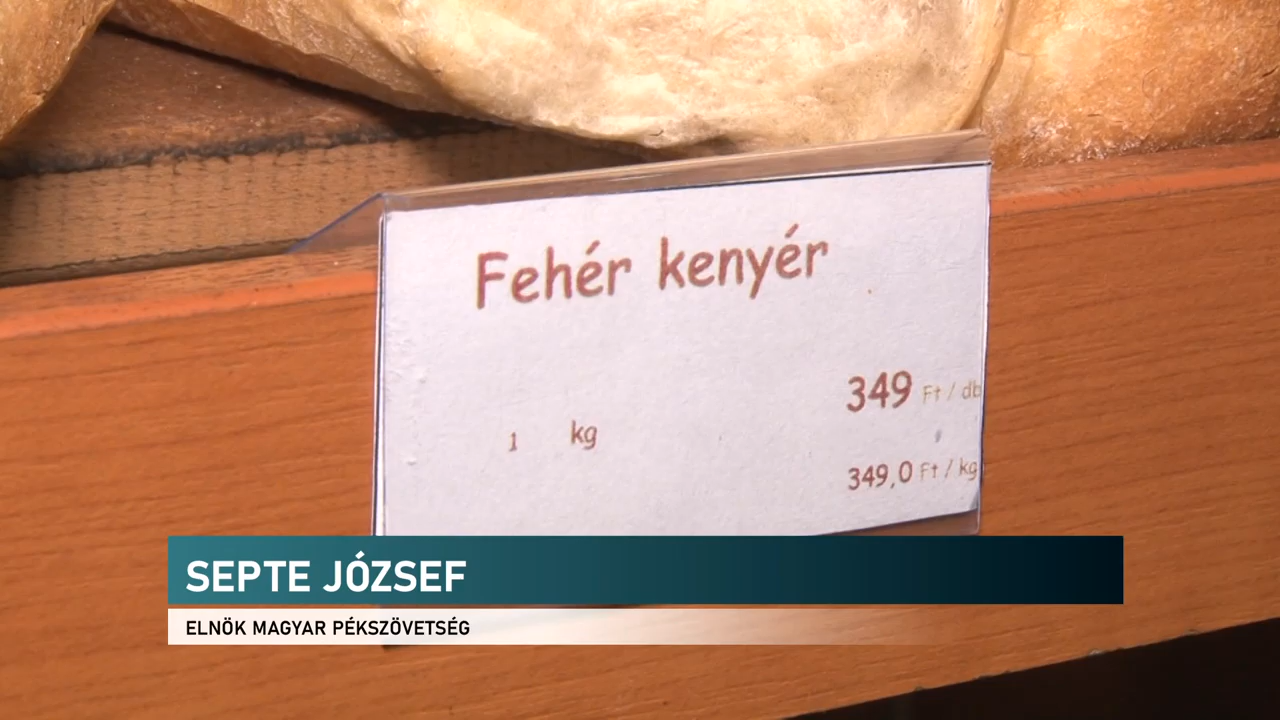 Fehér kenyér
349 Ft / db
1 kg
349,0 Ft / kg
SEPTE JÓZSEF
ELNÖK MAGYAR PÉKSZÖVETSÉG